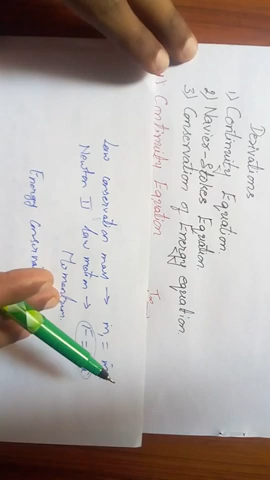 Derivations
1) Continuity Equation
2) Navier-Stokes Equation
3) Conservation of Energy equation
1) Continuity Equation
Law conservation mass → m₁ =
Newton II law motion →
Momentum
Energy